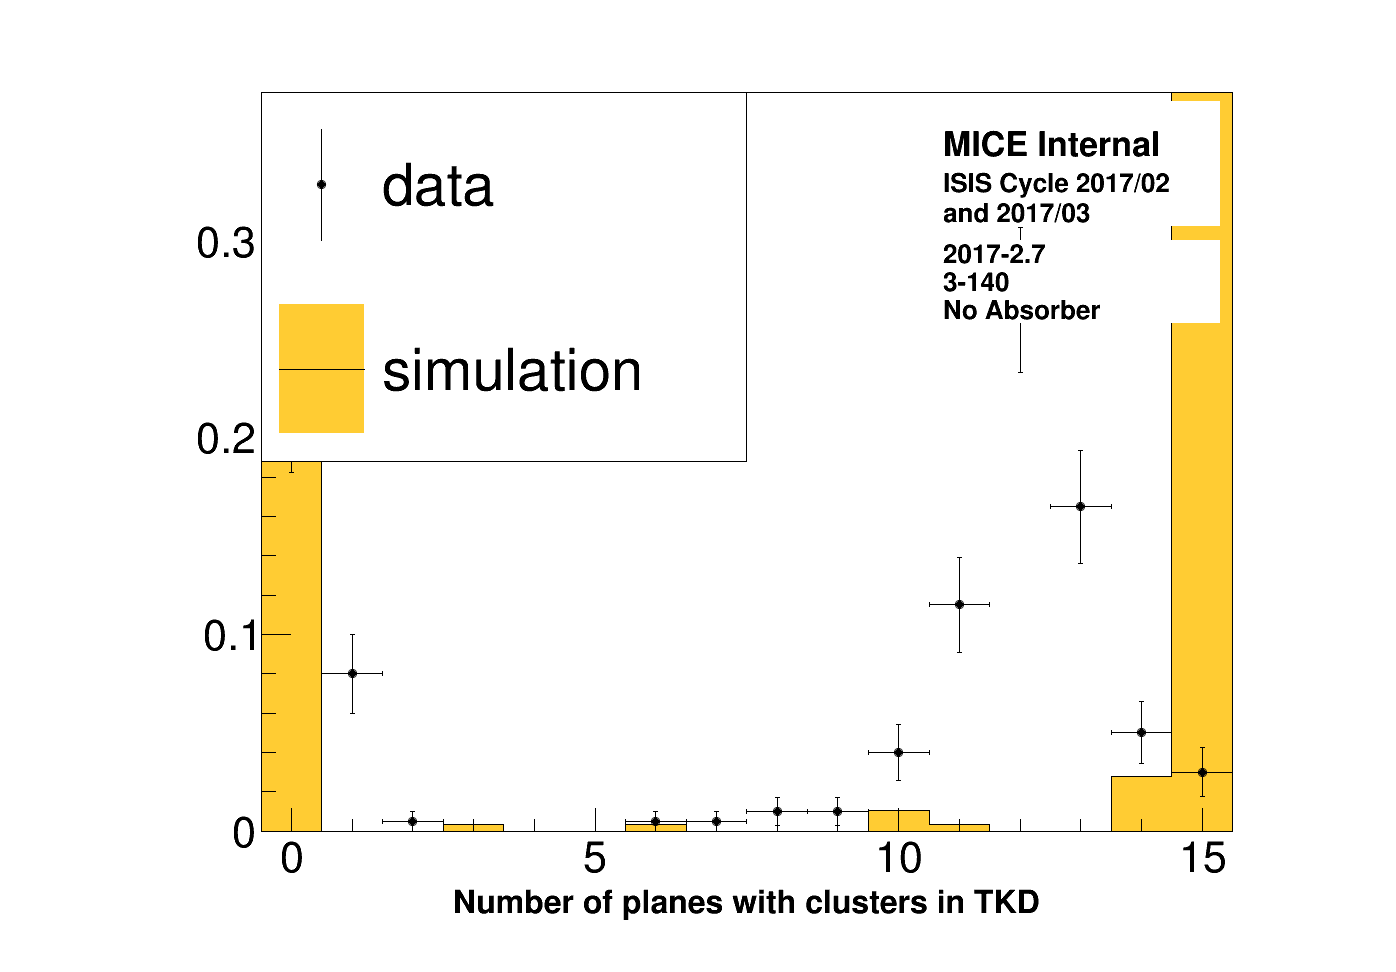 data
simulation
MICE Internal
ISIS Cycle 2017/02
and 2017/03
2017-2.7
3-140
No Absorber
0.3
0.2
0.1
0
0 5 10 15
Number of planes with clusters in TKD